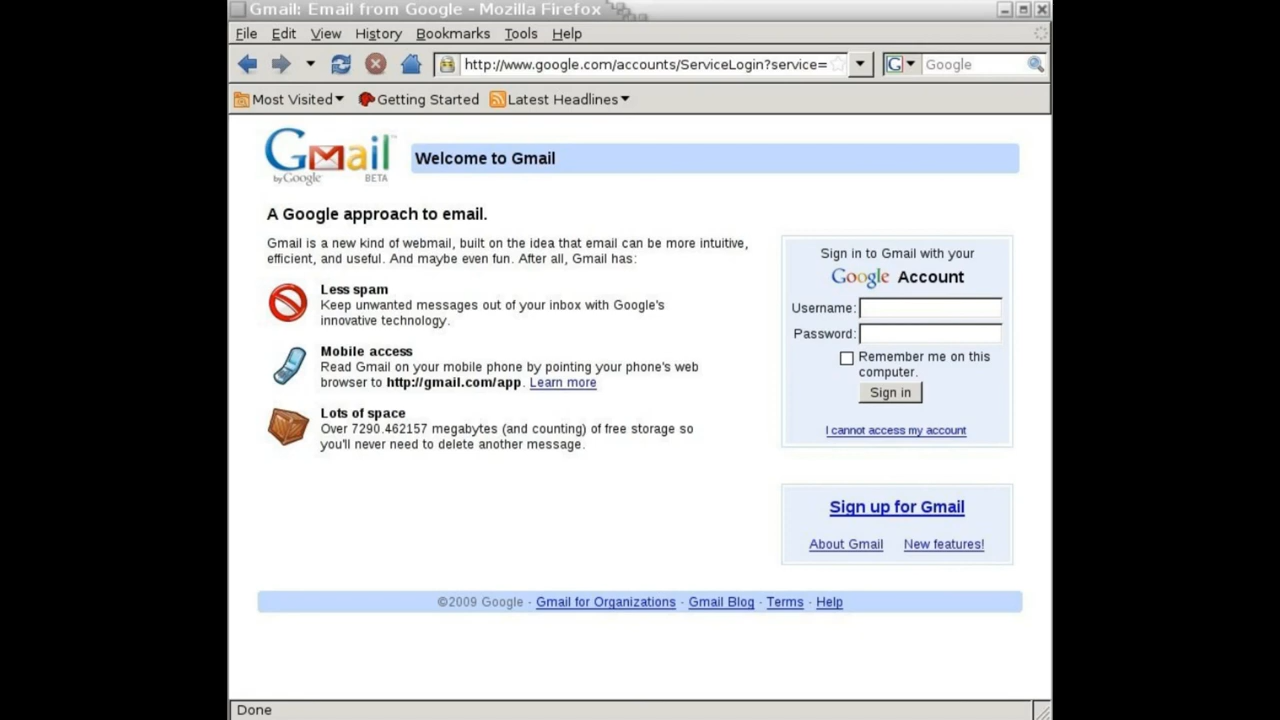 Gmail: Email from Google - Mozilla Firefox
File Edit View History Bookmarks Tools Help
http://www.google.com/accounts/ServiceLogin?service=
G Google
Most Visited Getting Started Latest Headlines
Gmail
by Google BETA
Welcome to Gmail
A Google approach to email.
Gmail is a new kind of webmail, built on the idea that email can be more intuitive,
efficient, and useful. And maybe even fun. After all, Gmail has:
Less spam
Keep unwanted messages out of your inbox with Google's
innovative technology.
Mobile access
Read Gmail on your mobile phone by pointing your phone's web
browser to http://gmail.com/app. Learn more
Lots of space
Over 7290.462157 megabytes (and counting) of free storage so
you'll never need to delete another message.
Sign in to Gmail with your
Google Account
Username:
Password:
Remember me on this
computer.
Sign in
I cannot access my account
Sign up for Gmail
About Gmail New features!
©2009 Google - Gmail for Organizations - Gmail Blog - Terms - Help
Done